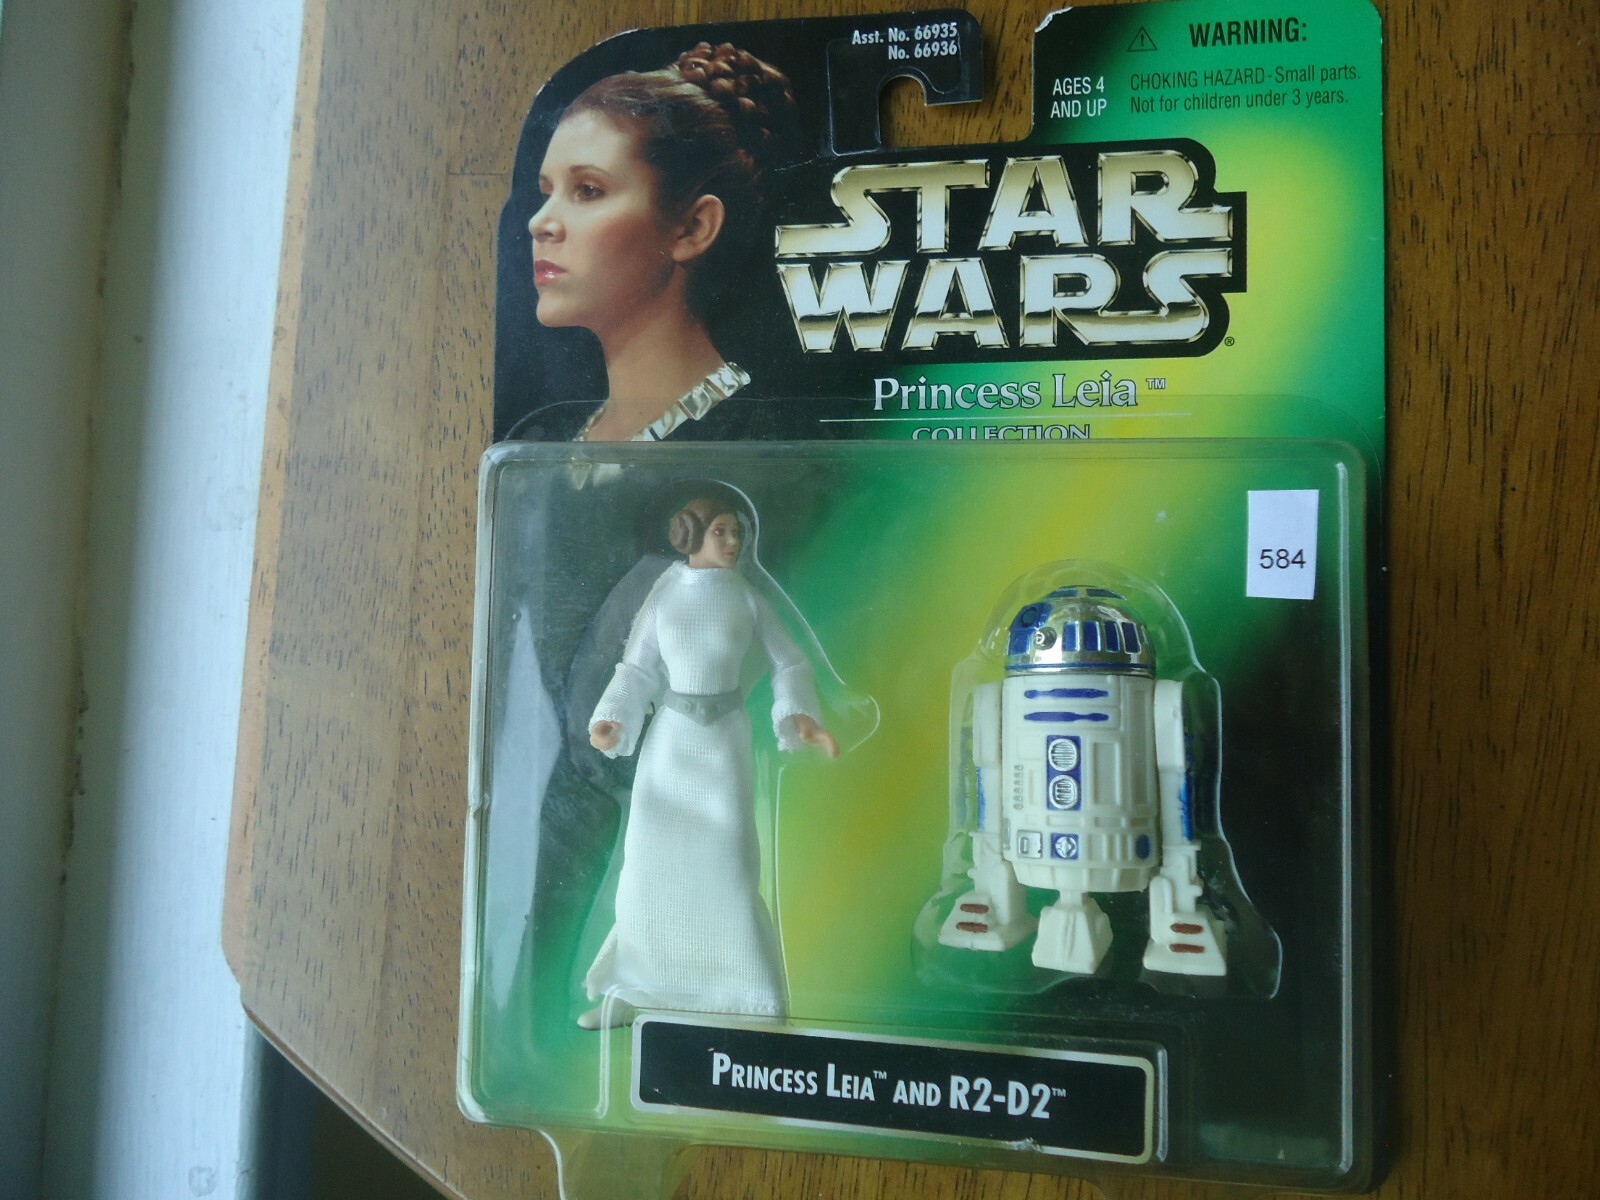 Asst. No. 66935
No. 66936
⚠ WARNING:
AGES 4
AND UP
CHOKING HAZARD-Small parts.
Not for children under 3 years.
STAR
WARS®
Princess Leia™
COLLECTION
584
PRINCESS LEIA™ AND R2-D2™